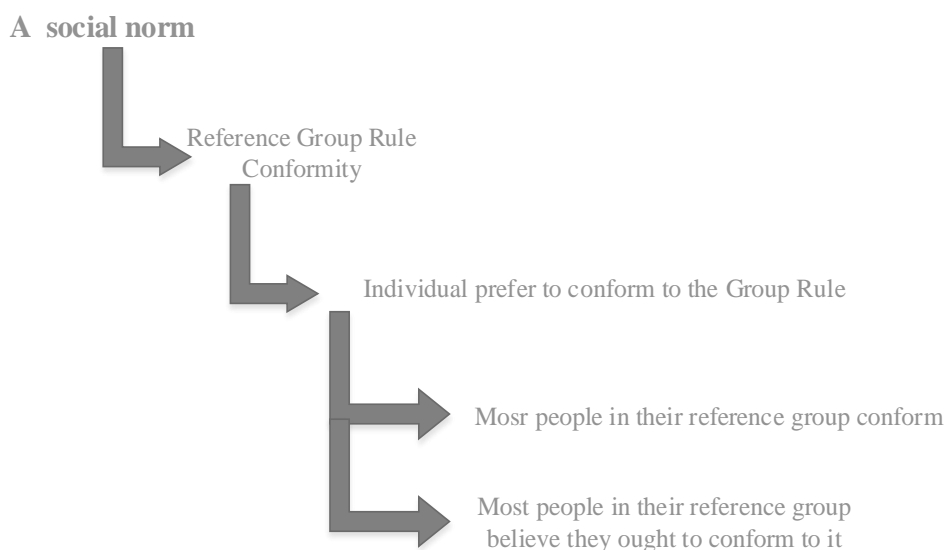 A social norm
Reference Group Rule
Conformity
Individual prefer to conform to the Group Rule
Mosr people in their reference group conform
Most people in their reference group
believe they ought to conform to it